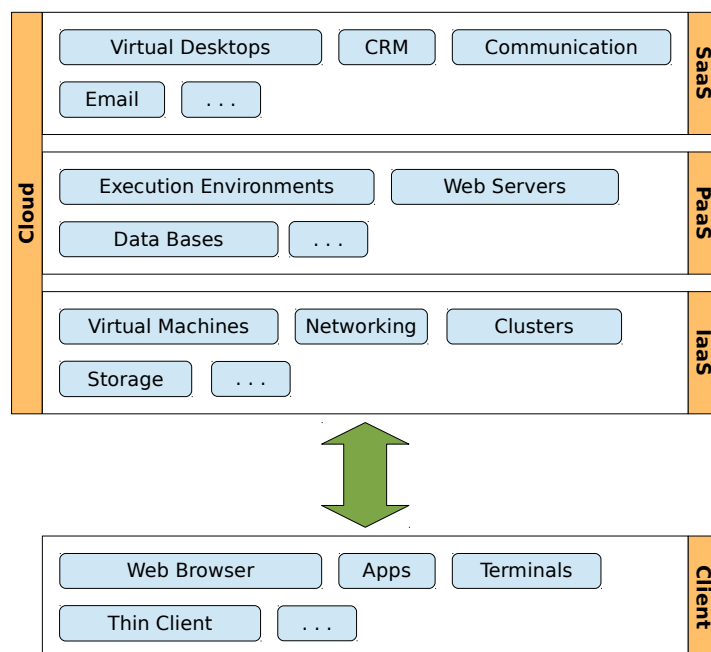 Cloud
Virtual Desktops CRM Communication
Email . . .
SaaS
Execution Environments Web Servers
Data Bases . . .
PaaS
Virtual Machines Networking Clusters
Storage . . .
IaaS
Web Browser Apps Terminals
Thin Client . . .
Client